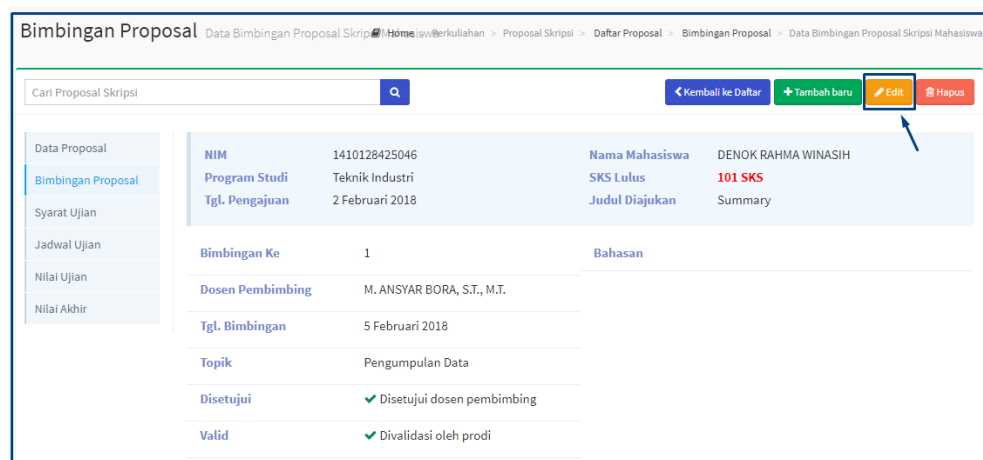 Bimbingan Proposal Data Bimbingan Proposal Skripsi Mahasiswa Home Perkuliahan > Proposal Skripsi > Daftar Proposal > Bimbingan Proposal > Data Bimbingan Proposal Skripsi Mahasiswa
Cari Proposal Skripsi Kembali ke Daftar Tambah baru Edit Hapus
Data Proposal
Bimbingan Proposal
Syarat Ujian
Jadwal Ujian
Nilai Ujian
Nilai Akhir
NIM 1410128425046 Nama Mahasiswa DENOK RAHMA WINASIH
Program Studi Teknik Industri SKS Lulus 101 SKS
Tgl. Pengajuan 2 Februari 2018 Judul Diajukan Summary
Bimbingan Ke 1 Bahasan
Dosen Pembimbing M. ANSYAR BORA, S.T., M.T.
Tgl. Bimbingan 5 Februari 2018
Topik Pengumpulan Data
Disetujui Disetujui dosen pembimbing
Valid Divalidasi oleh prodi